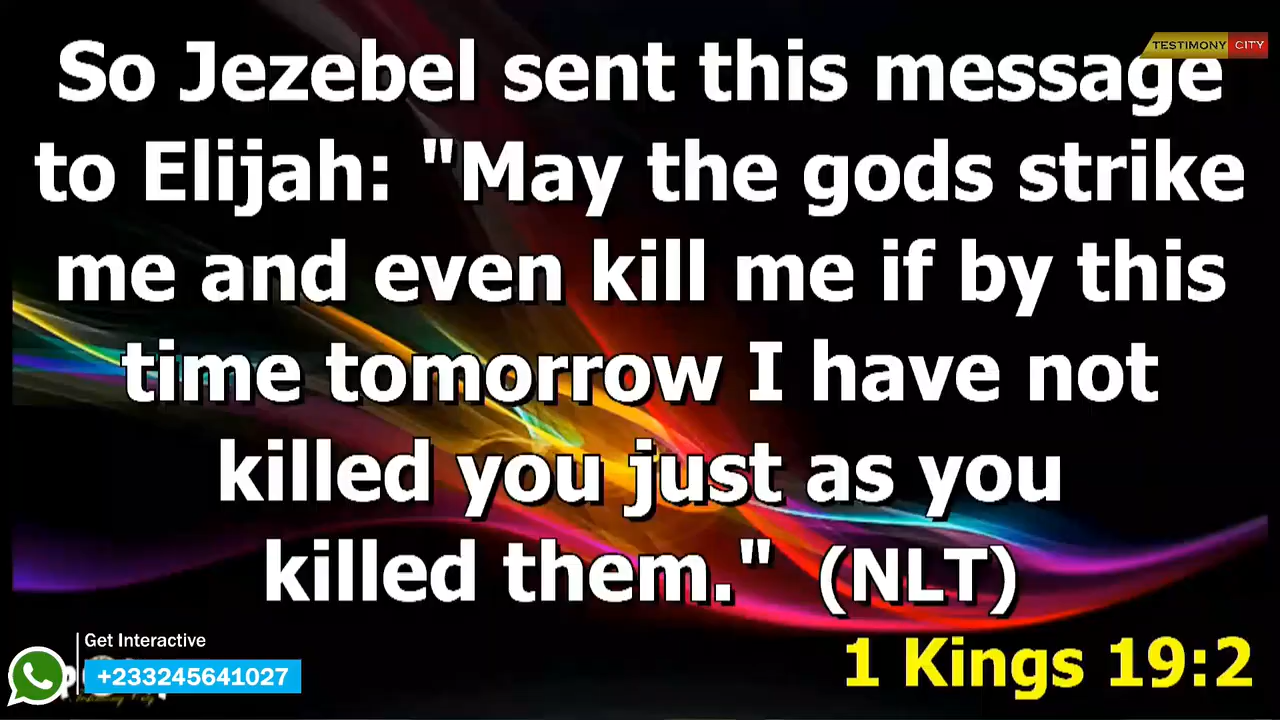 TESTIMONY CITY
So Jezebel sent this message
to Elijah: "May the gods strike
me and even kill me if by this
time tomorrow I have not
killed you just as you
killed them." (NLT)
1 Kings 19:2
Get Interactive
+233245641027